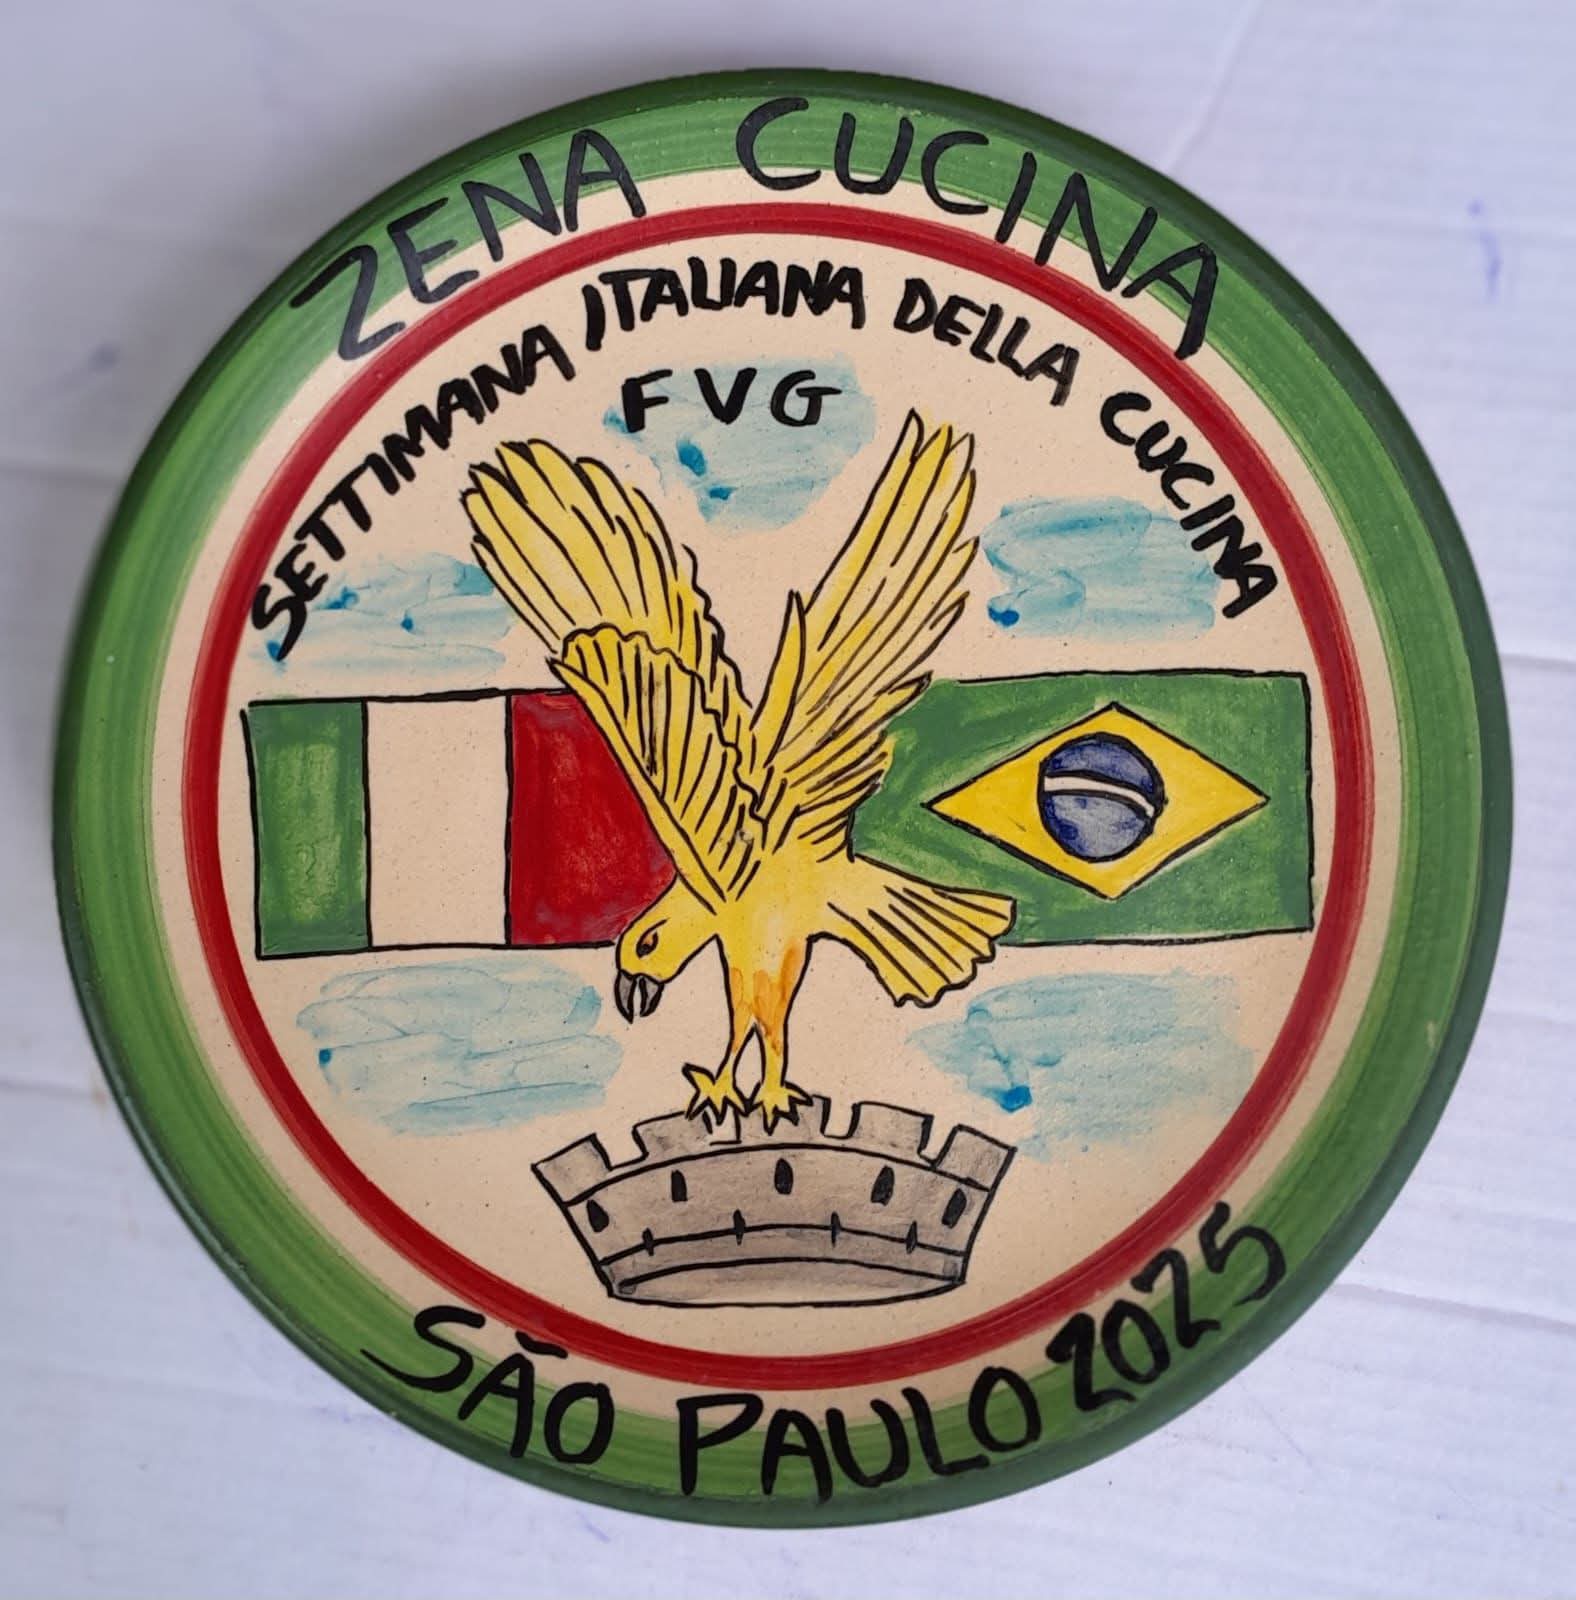 ZENA CUCINA
SETTIMANA ITALIANA DELLA CUCINA
FVG
SÃO PAULO 2025